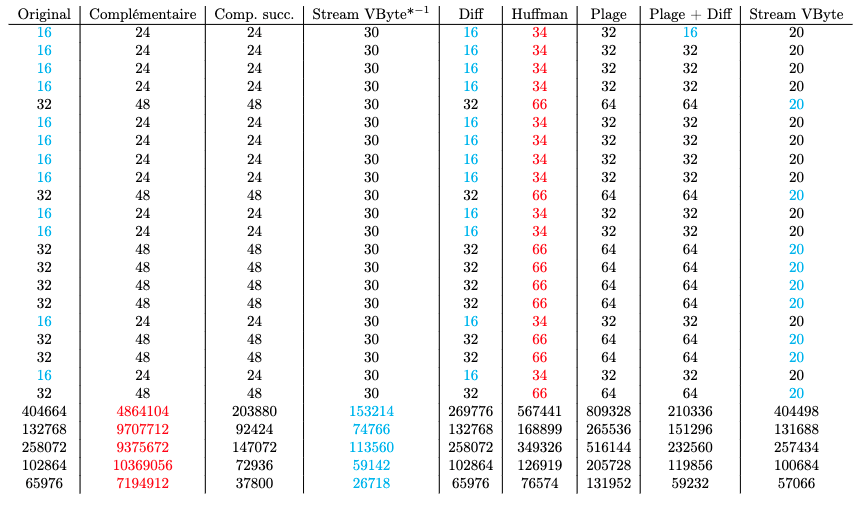 Original Complémentaire Comp. succ. Stream VByte*−1 Diff Huffman Plage Plage + Diff Stream VByte
16 24 24 30 16 34 32 16 20
16 24 24 30 16 34 32 32 20
16 24 24 30 16 34 32 32 20
16 24 24 30 16 34 32 32 20
32 48 48 30 32 66 64 64 20
16 24 24 30 16 34 32 32 20
16 24 24 30 16 34 32 32 20
16 24 24 30 16 34 32 32 20
16 24 24 30 16 34 32 32 20
32 48 48 30 32 66 64 64 20
16 24 24 30 16 34 32 32 20
16 24 24 30 16 34 32 32 20
32 48 48 30 32 66 64 64 20
32 48 48 30 32 66 64 64 20
32 48 48 30 32 66 64 64 20
32 48 48 30 32 66 64 64 20
16 24 24 30 16 34 32 32 20
32 48 48 30 32 66 64 64 20
32 48 48 30 32 66 64 64 20
16 24 24 30 16 34 32 32 20
32 48 48 30 32 66 64 64 20
404664 4864104 203880 153214 269776 567441 809328 210336 404498
132768 9707712 92424 74766 132768 168899 265536 151296 131688
258072 9375672 147072 113560 258072 349326 516144 232560 257434
102864 10369056 72936 59142 102864 126919 205728 119856 100684
65976 7194912 37800 26718 65976 76574 131952 59232 57066